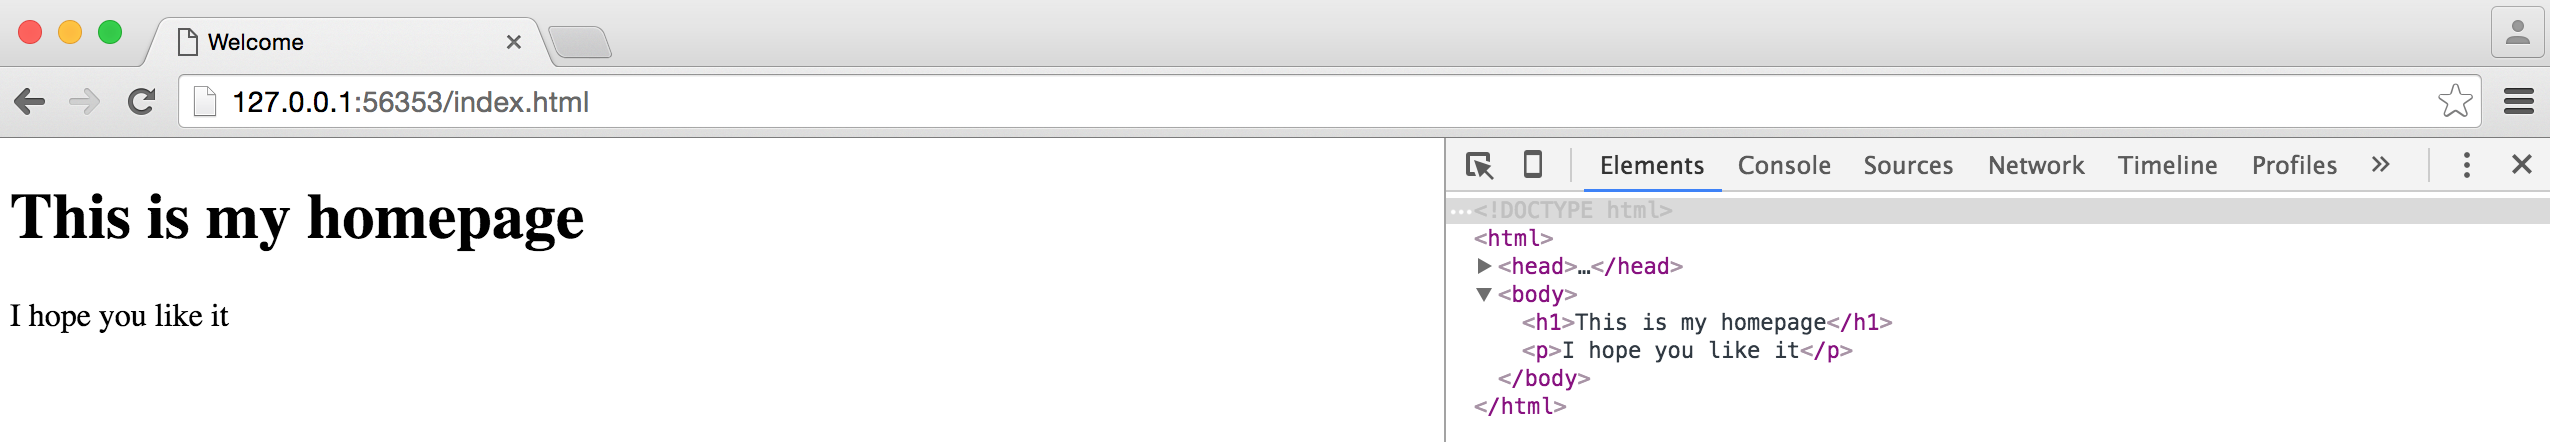 Welcome
127.0.0.1:56353/index.html
This is my homepage
I hope you like it
Elements Console Sources Network Timeline Profiles »
…<!DOCTYPE html>
<html>
<head>…</head>
<body>
<h1>This is my homepage</h1>
<p>I hope you like it</p>
</body>
</html>